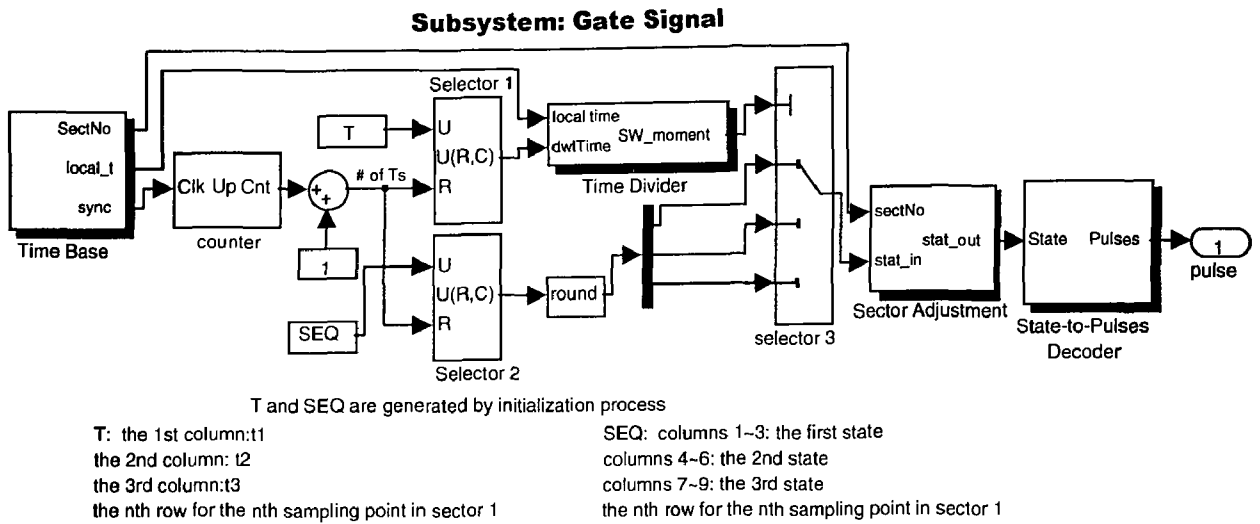 Subsystem: Gate Signal
SectNo
local_t
sync
Time Base
Clk Up Cnt
counter
+
+
1
# of Ts
T
SEQ
Selector 1
U
U(R,C)
R
U
U(R,C)
R
Selector 2
local time
SW_moment
dwlTime
Time Divider
round
selector 3
sectNo
stat_out
stat_in
Sector Adjustment
State Pulses
State-to-Pulses
Decoder
1
pulse
T and SEQ are generated by initialization process
T: the 1st column:t1
the 2nd column: t2
the 3rd column:t3
the nth row for the nth sampling point in sector 1
SEQ: columns 1~3: the first state
columns 4~6: the 2nd state
columns 7~9: the 3rd state
the nth row for the nth sampling point in sector 1